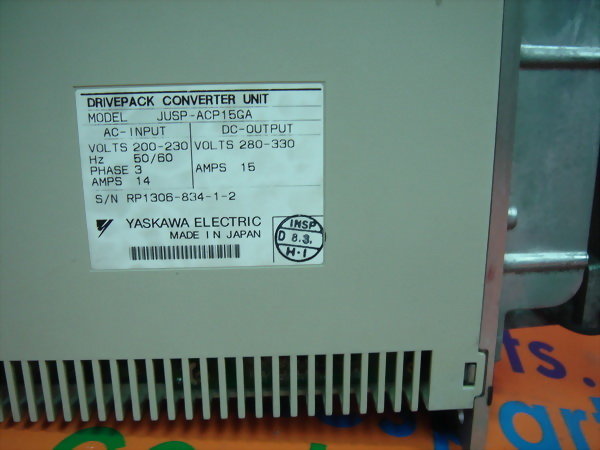 DRIVEPACK CONVERTER UNIT
MODEL JUSP-ACP15GA
AC-INPUT DC-OUTPUT
VOLTS 200-230 VOLTS 280-330
Hz 50/60
PHASE 3 AMPS 15
AMPS 14
S/N RP1306-834-1-2
YASKAWA ELECTRIC
MADE IN JAPAN
INSP
D 8.3.
H.I